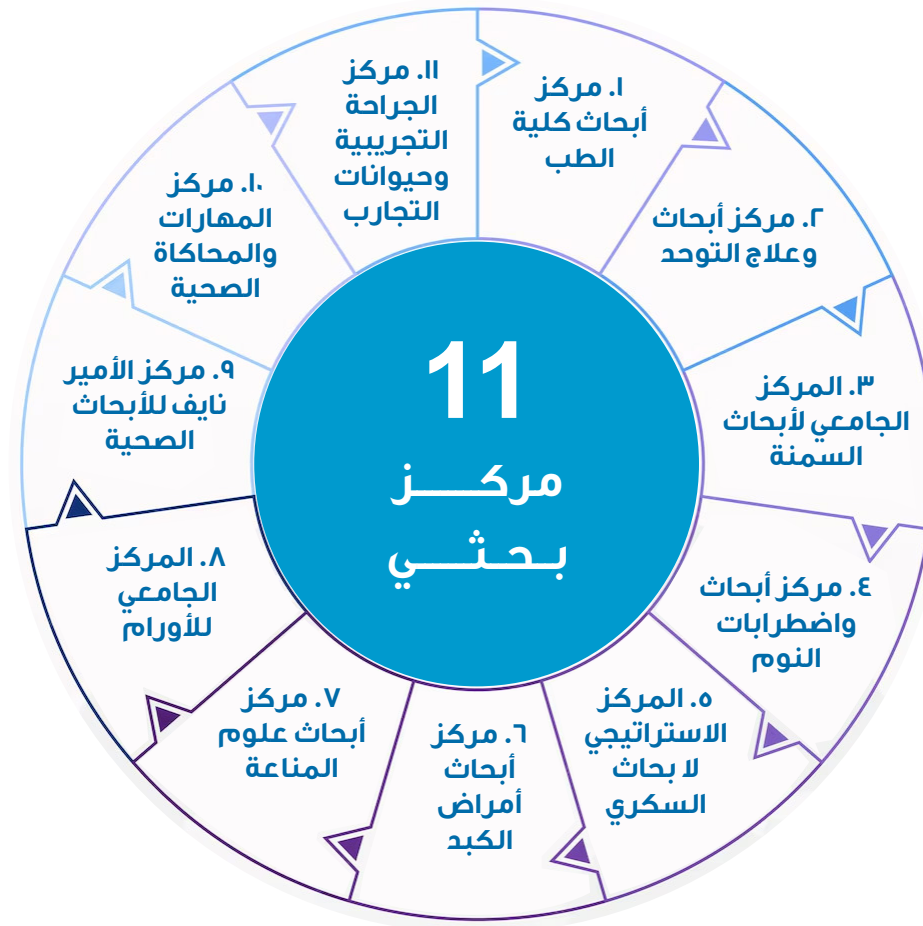 11
مركـــــز
بـحـثـــــي
١. مركز
أبحاث كلية
الطب
٢. مركز أبحاث
وعلاج التوحد
٣. المركز
الجامعي لأبحاث
السمنة
٤. مركز أبحاث
واضطرابات
النوم
٥. المركز
الاستراتيجي
لا بحاث
السكري
٦. مركز
أبحاث
أمراض
الكبد
٧. مركز
أبحاث علوم
المناعة
٨. المركز
الجامعي
للأورام
٩. مركز الأمير
نايف للأبحاث
الصحية
١٠. مركز
المهارات
والمحاكاة
الصحية
١١. مركز
الجراحة
التجريبية
وحيوانات
التجارب